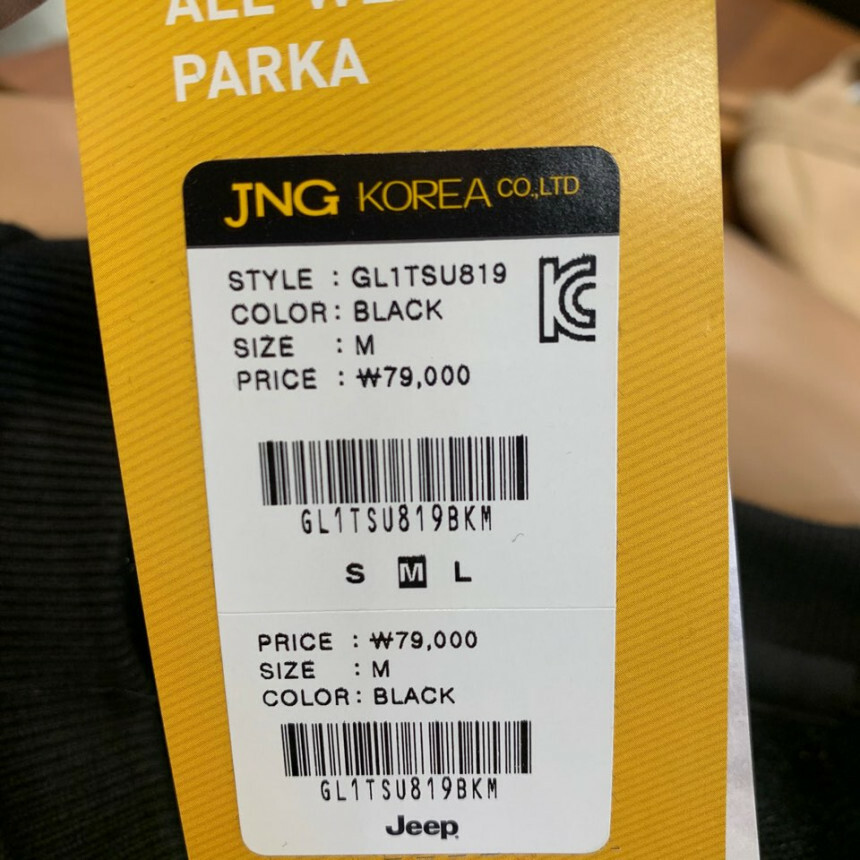 PARKA
JNG KOREA CO.,LTD
STYLE : GL1TSU819
COLOR : BLACK
SIZE : M
PRICE : ₩79,000
GL1TSU819BKM
S M L
PRICE : ₩79,000
SIZE : M
COLOR : BLACK
GL1TSU819BKM
Jeep